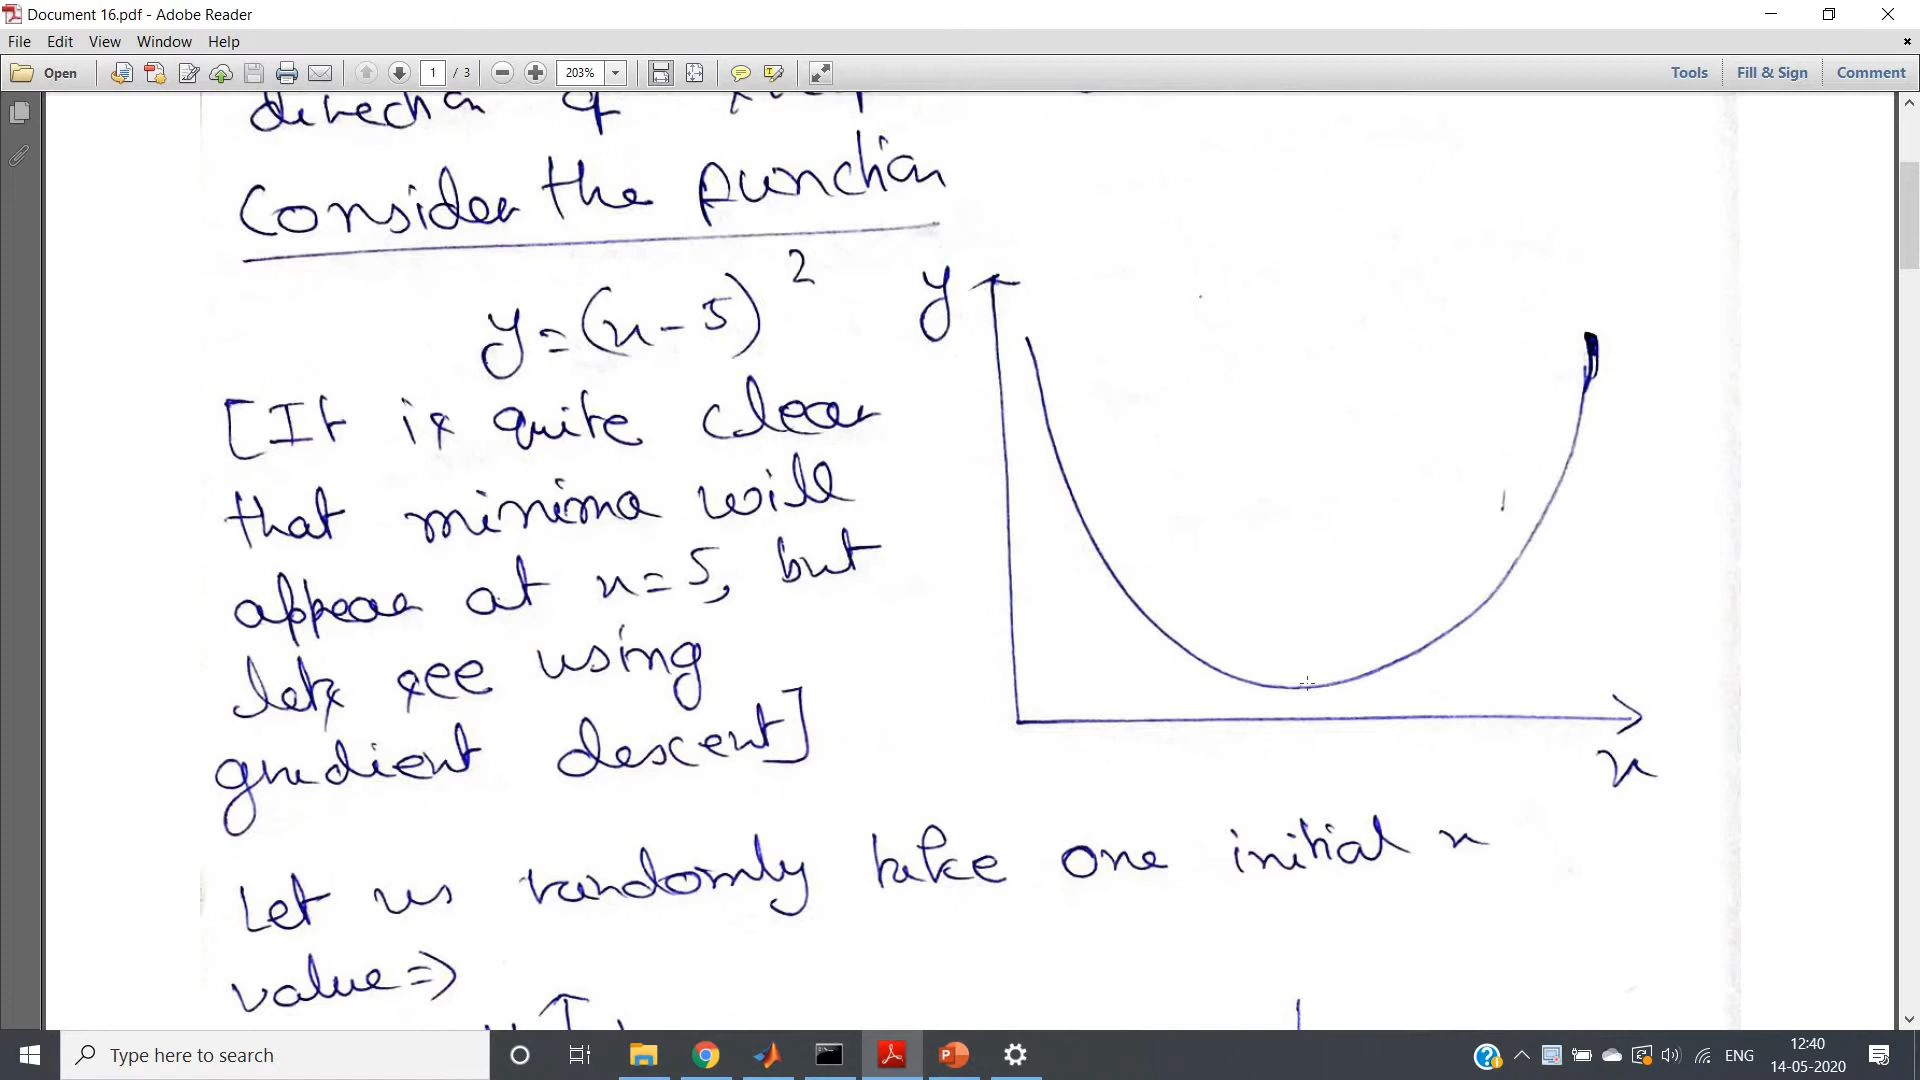 Document 16.pdf - Adobe Reader
File Edit View Window Help
Open 1 / 3 203% Tools Fill & Sign Comment
direction of
Consider the function
y=(x-5)²
y
[It is quite clear
that minima will
appear at x=5, but
lets see using
gradient descent]
x
Let us randomly take one initial x
value=>
Type here to search
ENG
12:40
14-05-2020